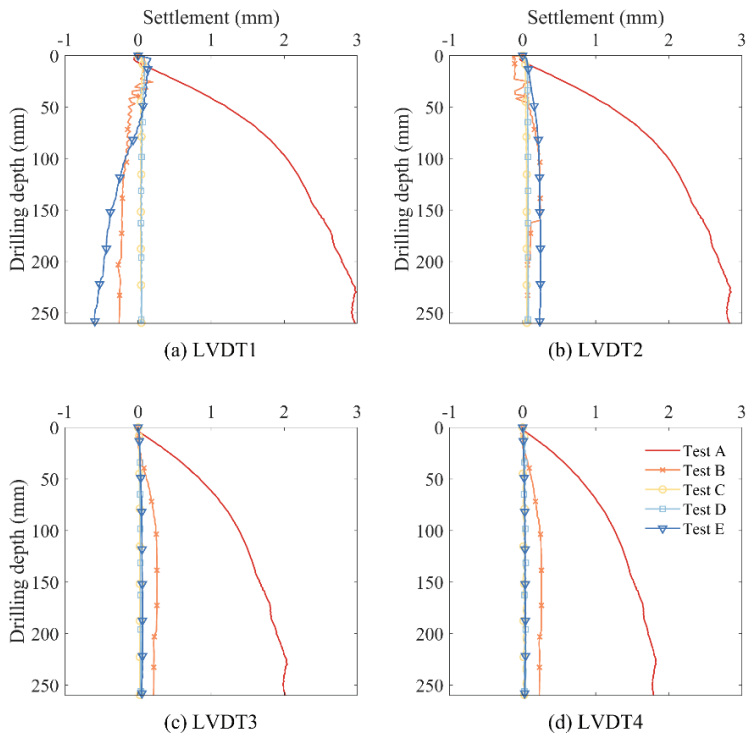 Settlement (mm) Settlement (mm)
-1 0 1 2 3 -1 0 1 2 3
0 0
50 50
100 100
150 150
200 200
250 250
Drilling depth (mm) Drilling depth (mm)
(a) LVDT1 (b) LVDT2
-1 0 1 2 3 -1 0 1 2 3
0 0
50 50
100 100
150 150
200 200
250 250
Drilling depth (mm)
Test A
Test B
Test C
Test D
Test E
(c) LVDT3 (d) LVDT4